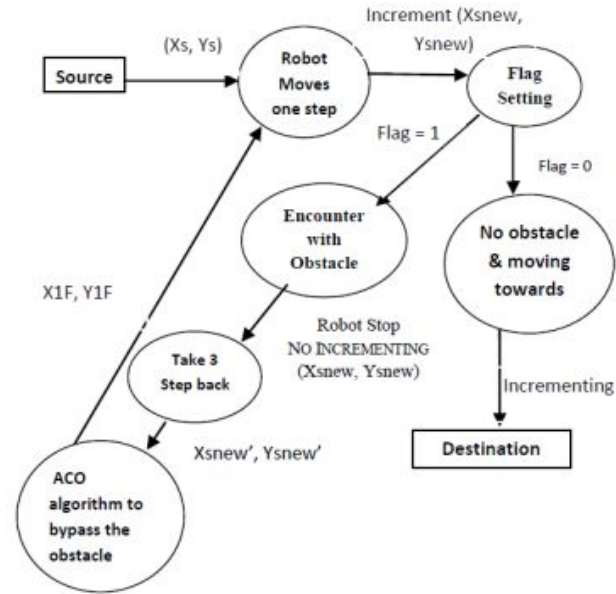 Increment (Xsnew,
Ysnew)
(Xs, Ys)
Source
Robot
Moves
one step
Flag
Setting
Flag = 1
Flag = 0
Encounter
with
Obstacle
No obstacle
& moving
towards
X1F, Y1F
Robot Stop
NO INCREMENTING
(Xsnew, Ysnew)
Take 3
Step back
Incrementing
Xsnew’, Ysnew’
Destination
ACO
algorithm to
bypass the
obstacle